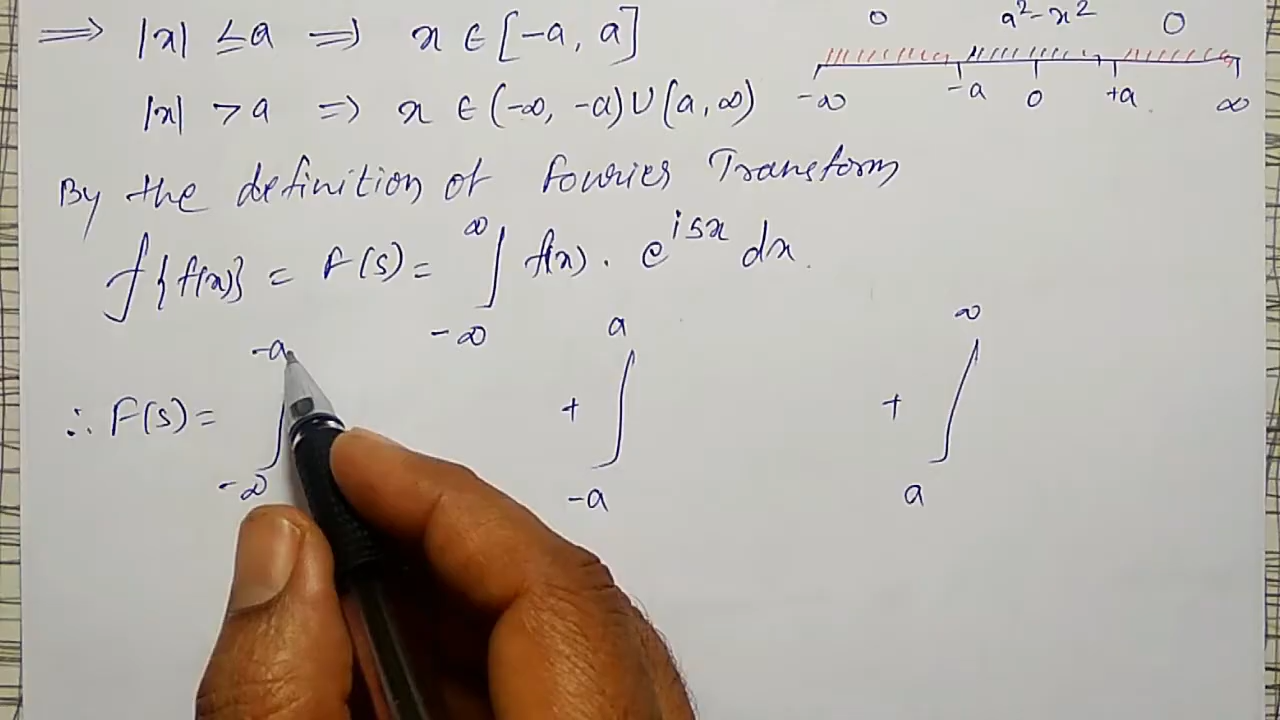 ⟹ |x| ≤ a ⟹ x ∈ [-a, a]
0 a²-x² 0
-∞ -a 0 +a ∞
|x| > a ⟹ x ∈ (-∞, -a) ∪ (a, ∞)
By the definition of Fourier Transform
f{f(x)} = F(s) = ∫_{-∞}^{∞} f(x) . e^{isx} dx.
∴ F(s) = ∫_{-∞}^{-a} + ∫_{-a}^{a} + ∫_{a}^{∞}